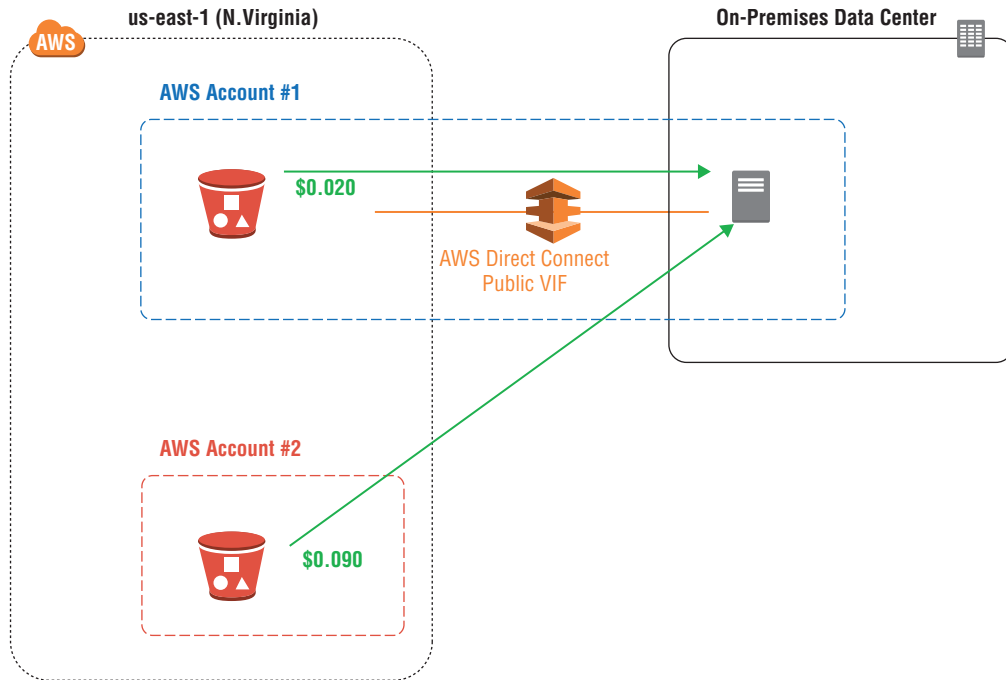 us-east-1 (N.Virginia)
On-Premises Data Center
AWS
AWS Account #1
$0.020
AWS Direct Connect
Public VIF
AWS Account #2
$0.090